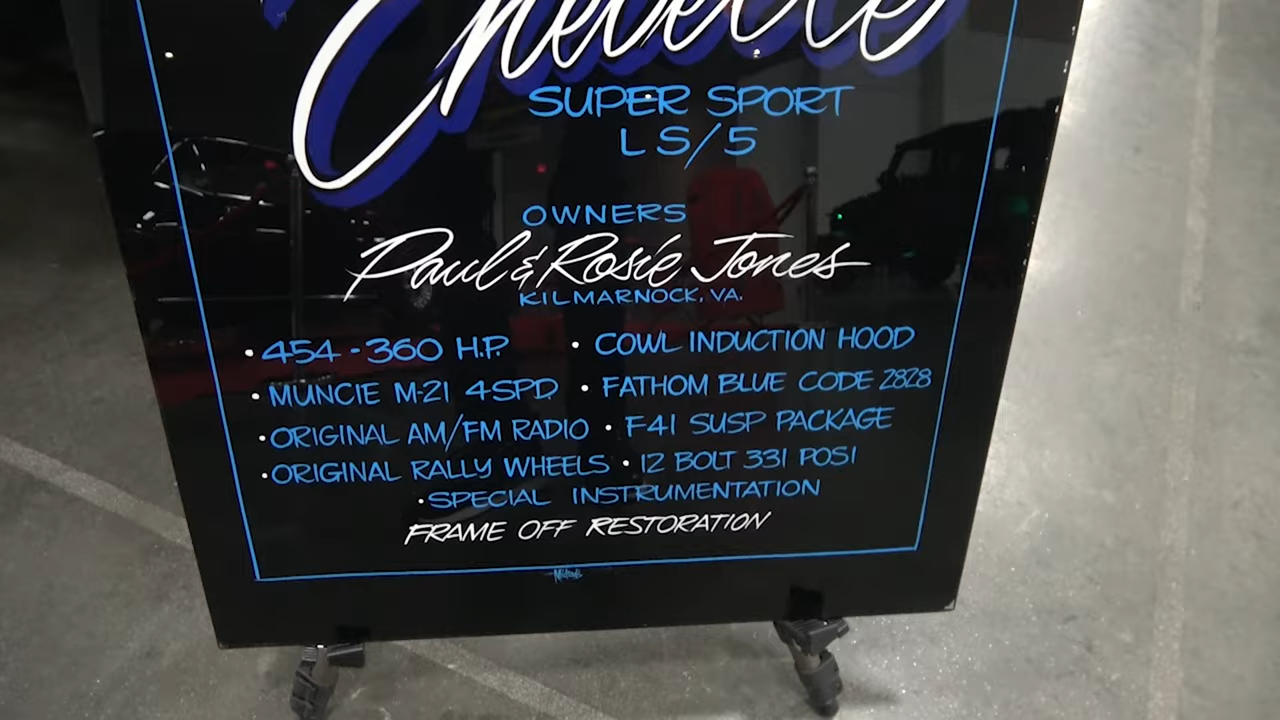 Chevelle
SUPER SPORT
LS/5
OWNERS
Paul & Rosie Jones
KILMARNOCK, VA.
• 454 - 360 H.P. • COWL INDUCTION HOOD
• MUNCIE M-21 4SPD • FATHOM BLUE CODE 2828
• ORIGINAL AM/FM RADIO • F41 SUSP PACKAGE
• ORIGINAL RALLY WHEELS • 12 BOLT 331 POSI
• SPECIAL INSTRUMENTATION
FRAME OFF RESTORATION